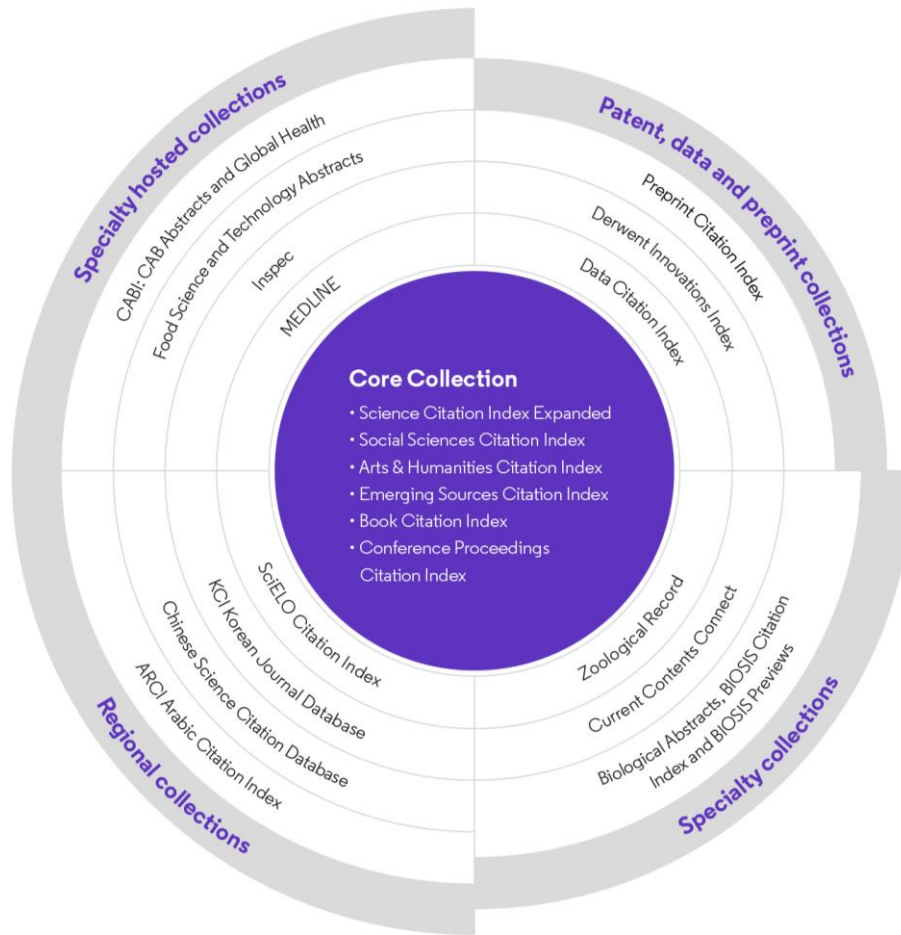 Specialty hosted collections
CABI: CAB Abstracts and Global Health
Food Science and Technology Abstracts
Inspec
MEDLINE
Patent, data and preprint collections
Preprint Citation Index
Derwent Innovations Index
Data Citation Index
Core Collection
• Science Citation Index Expanded
• Social Sciences Citation Index
• Arts & Humanities Citation Index
• Emerging Sources Citation Index
• Book Citation Index
• Conference Proceedings
Citation Index
SciELO Citation Index
KCI Korean Journal Database
Chinese Science Citation Database
ARCI Arabic Citation Index
Regional collections
Zoological Record
Current Contents Connect
Biological Abstracts, BIOSIS Citation
Index and BIOSIS Previews
Specialty collections